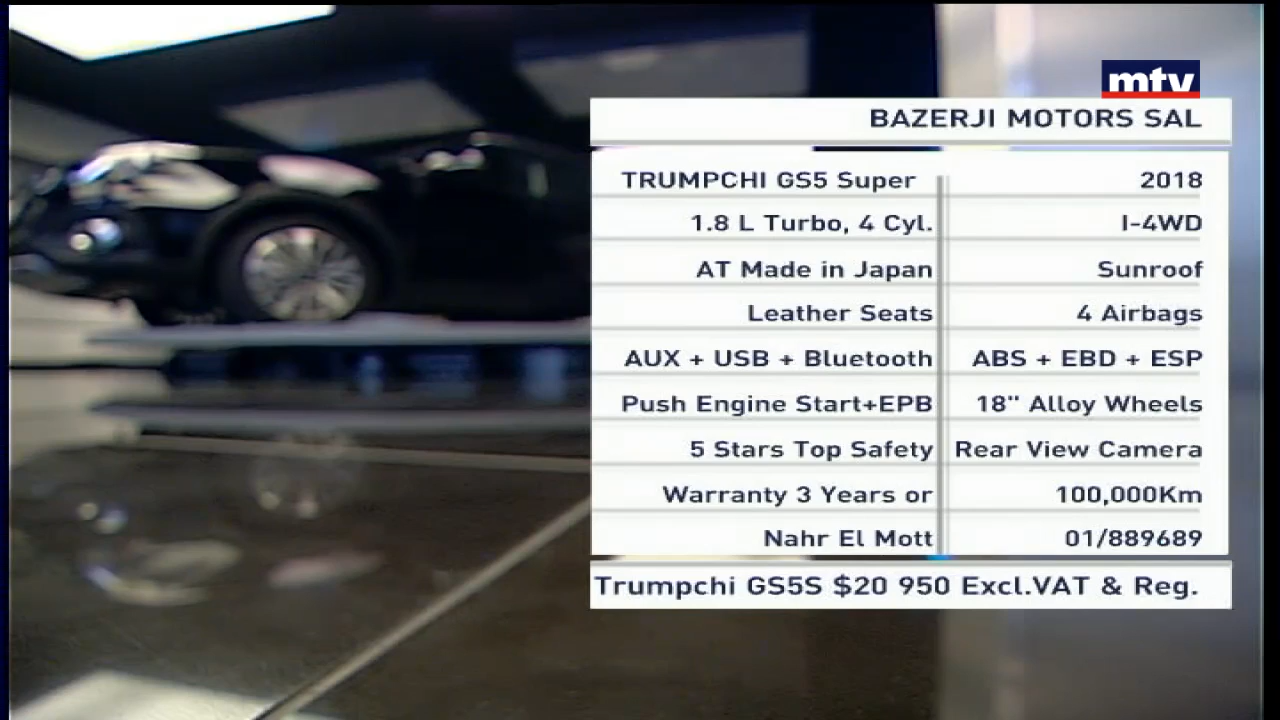 mtv
BAZERJI MOTORS SAL
TRUMPCHI GS5 Super 2018
1.8 L Turbo, 4 Cyl. I-4WD
AT Made in Japan Sunroof
Leather Seats 4 Airbags
AUX + USB + Bluetooth ABS + EBD + ESP
Push Engine Start+EPB 18" Alloy Wheels
5 Stars Top Safety Rear View Camera
Warranty 3 Years or 100,000Km
Nahr El Mott 01/889689
Trumpchi GS5S $20 950 Excl.VAT & Reg.